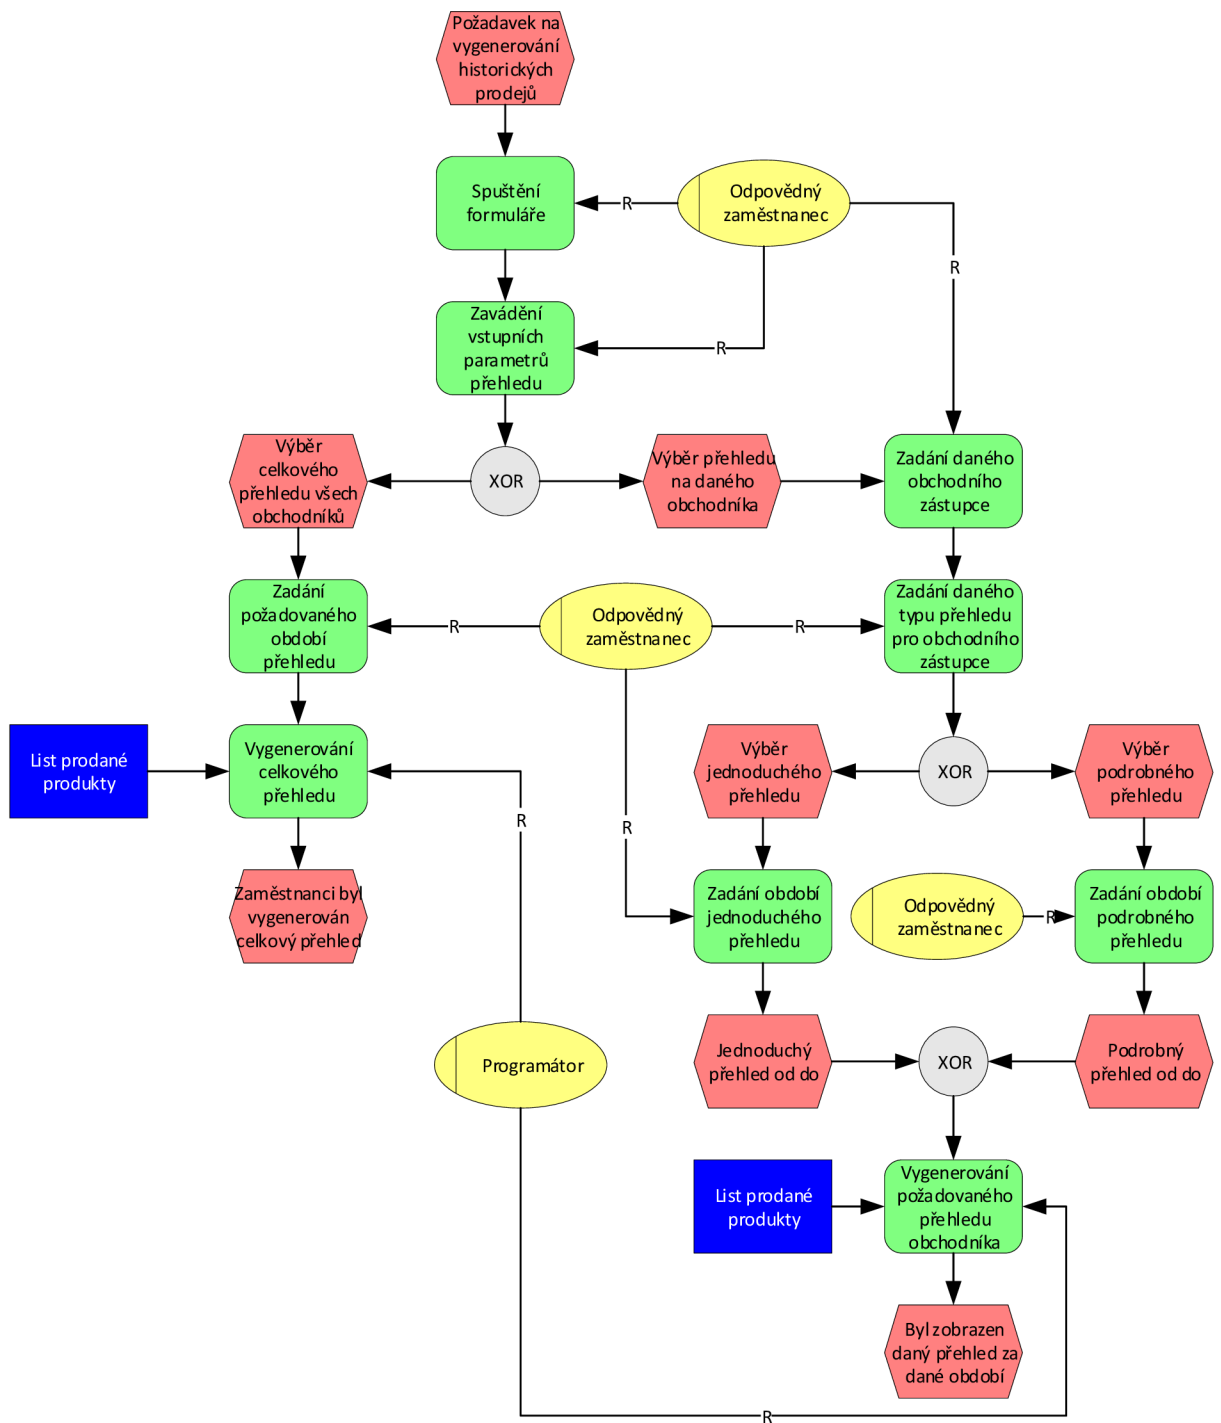 Požadavek na
vygenerování
historických
prodejů
Spuštění
formuláře
R
Odpovědný
zaměstnanec
R
Zavádění
vstupních
parametrů
přehledu
R
Výběr
celkového
přehledu všech
obchodníků
XOR
Výběr přehledu
na daného
obchodníka
Zadání daného
obchodního
zástupce
Zadání
požadovaného
období
přehledu
R
Odpovědný
zaměstnanec
R
Zadání daného
typu přehledu
pro obchodního
zástupce
List prodané
produkty
Vygenerování
celkového
přehledu
R
R
Výběr
jednoduchého
přehledu
XOR
Výběr
podrobného
přehledu
Zaměstnanci byl
vygenerován
celkový přehled
Zadání období
jednoduchého
přehledu
Odpovědný
zaměstnanec
R
Zadání období
podrobného
přehledu
Programátor
Jednoduchý
přehled od do
XOR
Podrobný
přehled od do
List prodané
produkty
Vygenerování
požadovaného
přehledu
obchodníka
Byl zobrazen
daný přehled za
dané období
R